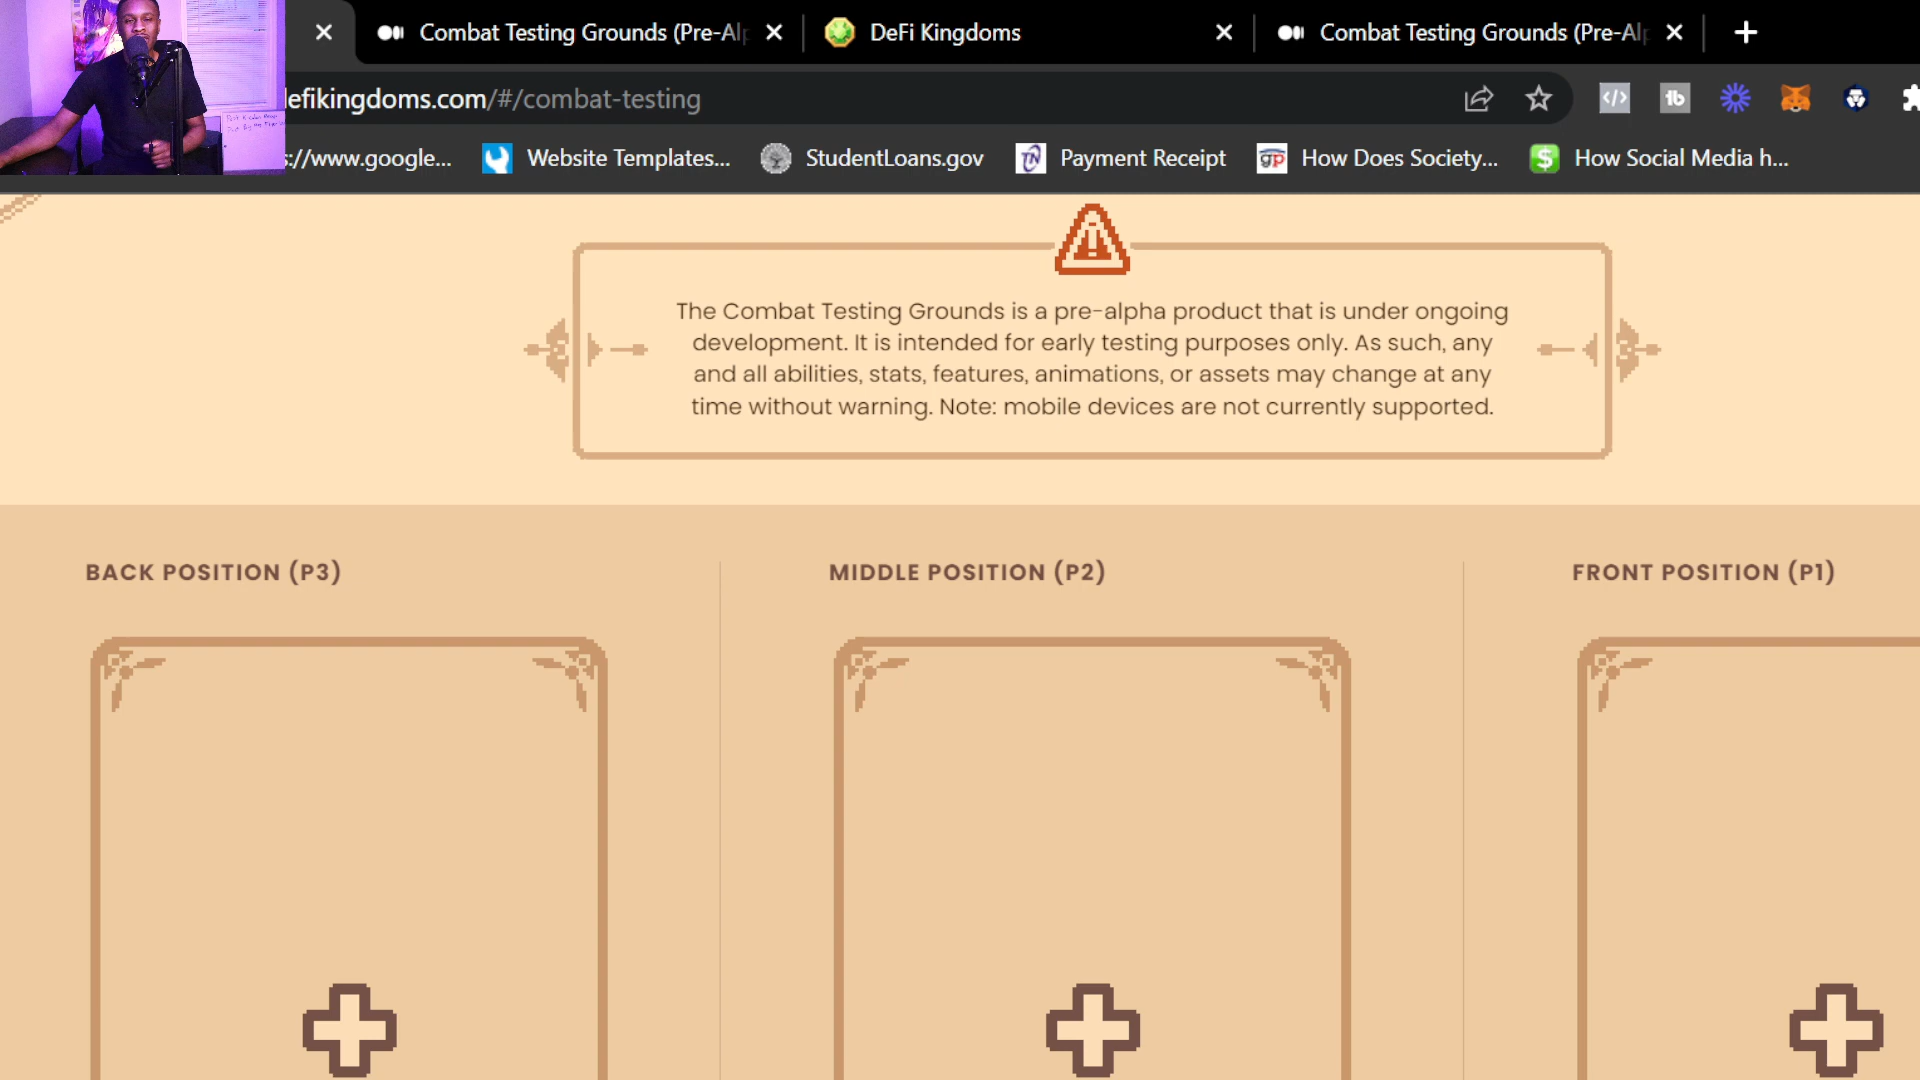 Combat Testing Grounds (Pre-Alp
DeFi Kingdoms
Combat Testing Grounds (Pre-Alp
efikingdoms.com/#/combat-testing
tb
s://www.google...
Website Templates...
StudentLoans.gov
Payment Receipt
gp
How Does Society...
How Social Media h...
The Combat Testing Grounds is a pre-alpha product that is under ongoing
development. It is intended for early testing purposes only. As such, any
and all abilities, stats, features, animations, or assets may change at any
time without warning. Note: mobile devices are not currently supported.
BACK POSITION (P3)
MIDDLE POSITION (P2)
FRONT POSITION (P1)